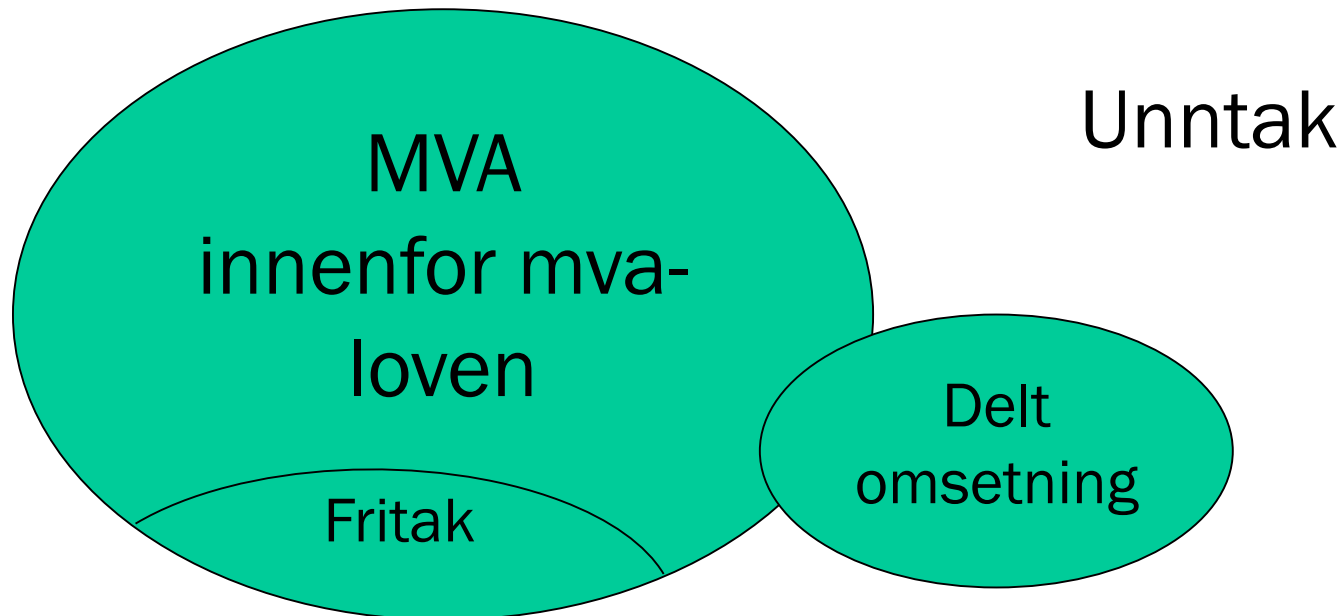 MVA
innenfor mva-
loven
Unntak
Delt
omsetning
Fritak